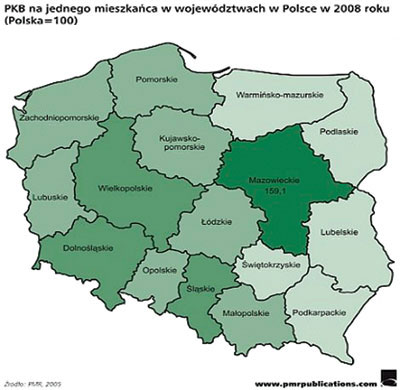 PKB na jednego mieszkańca w województwach w Polsce w 2008 roku
(Polska=100)
Pomorskie
Warmińsko-mazurskie
Zachodniopomorskie
Podlaskie
Kujawsko-
pomorskie
Mazowieckie
159,1
Wielkopolskie
Lubuskie
Łódzkie
Lubelskie
Dolnośląskie
Opolskie
Śląskie
Świętokrzyskie
Małopolskie
Podkarpackie
Źródło: PMR, 2005
www.pmrpublications.com